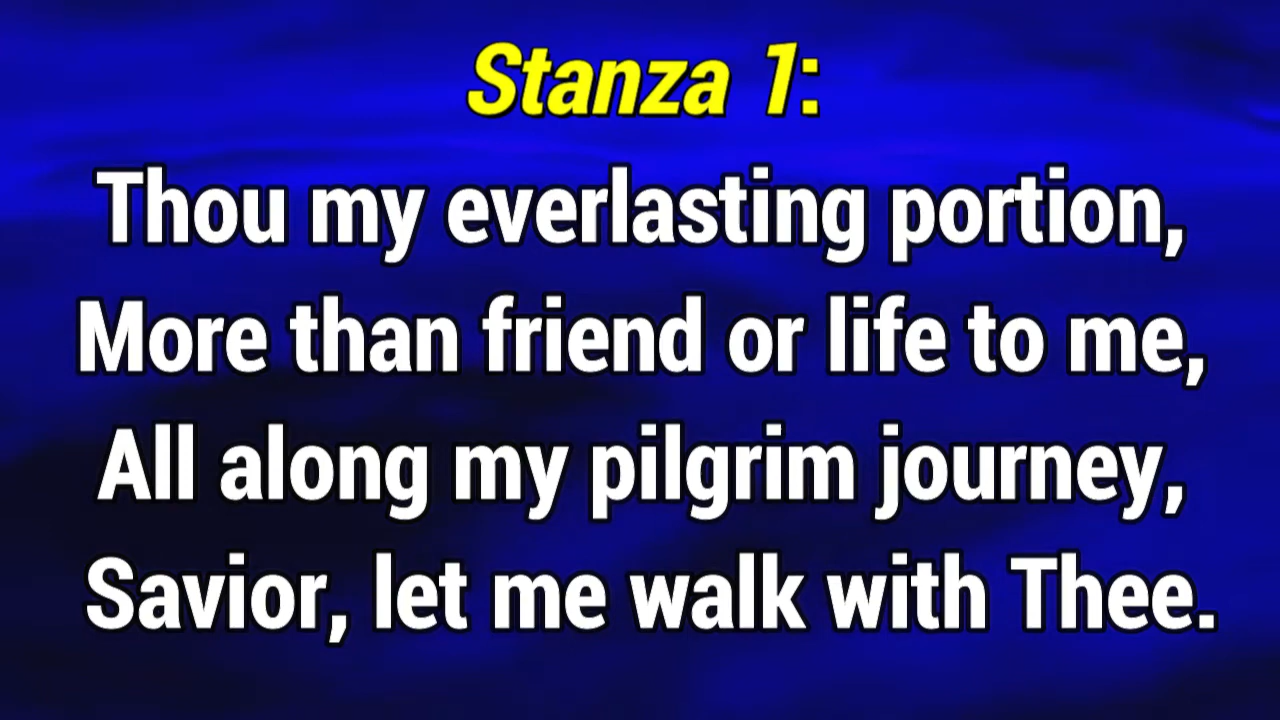 Stanza 1:
Thou my everlasting portion,
More than friend or life to me,
All along my pilgrim journey,
Savior, let me walk with Thee.